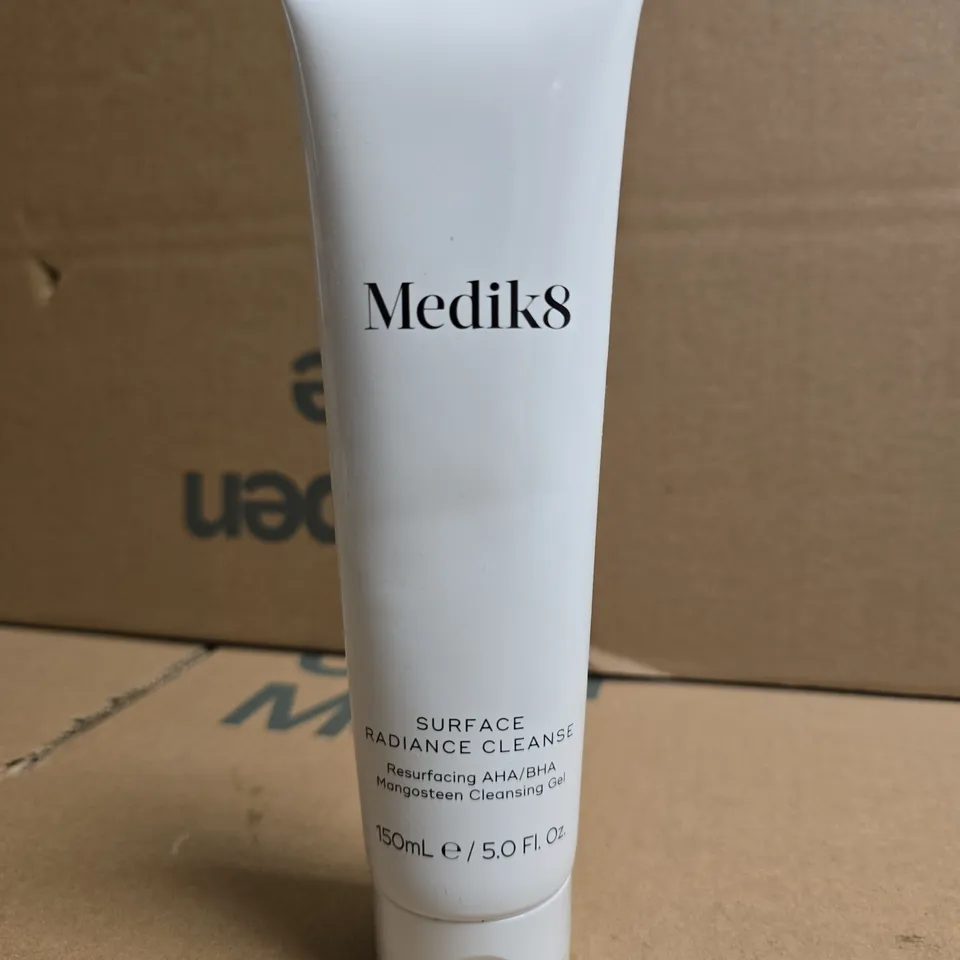 Medik8
SURFACE
RADIANCE CLEANSE
Resurfacing AHA/BHA
Mangosteen Cleansing Gel
150mL ℮ / 5.0 Fl. Oz.